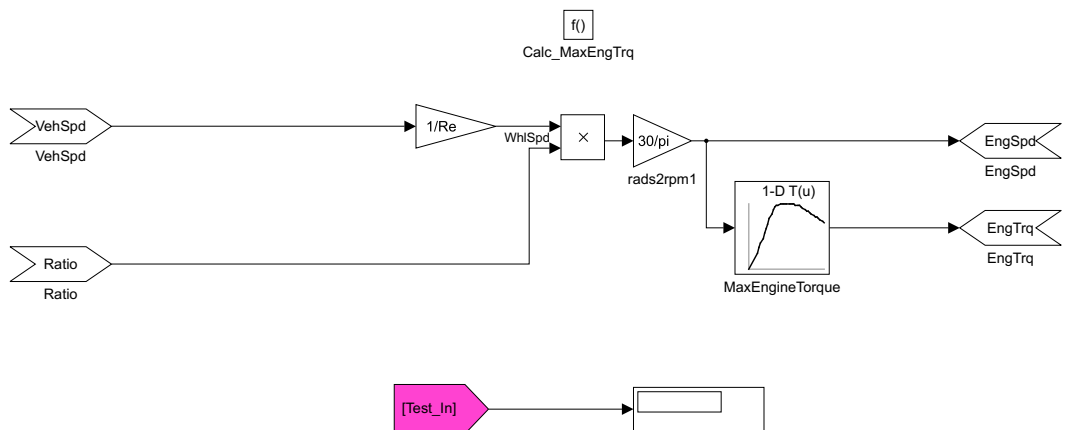 f()
Calc_MaxEngTrq
VehSpd
VehSpd
1/Re
WhlSpd
×
30/pi
rads2rpm1
EngSpd
EngSpd
1-D T(u)
MaxEngineTorque
EngTrq
EngTrq
Ratio
Ratio
[Test_In]